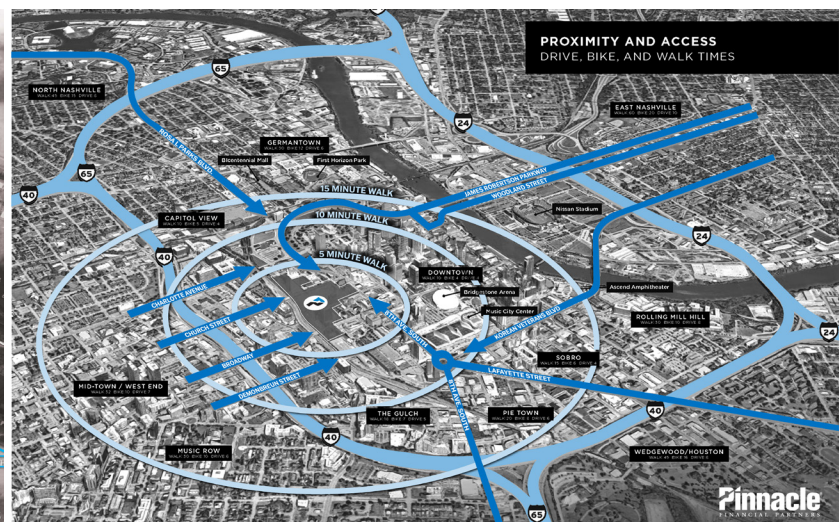 PROXIMITY AND ACCESS
DRIVE, BIKE, AND WALK TIMES
65
NORTH NASHVILLE
24
EAST NASHVILLE
ROSA L PARKS BLVD.
GERMANTOWN
Bicentennial Mall
First Horizon Park
JAMES ROBERTSON PARKWAY
WOODLAND STREET
65
40
15 MINUTE WALK
CAPITOL VIEW
10 MINUTE WALK
Nissan Stadium
24
40
5 MINUTE WALK
DOWNTOWN
Bridgestone Arena
Ascend Amphitheater
CHARLOTTE AVENUE
Music City Center
8TH AVE SOUTH
KOREAN VETERANS BLVD
ROLLING MILL HILL
24
CHURCH STREET
BROADWAY
SOBRO
LAFAYETTE STREET
MID-TOWN / WEST END
DEMONBREUN STREET
8TH AVE SOUTH
40
THE GULCH
PIE TOWN
40
MUSIC ROW
WEDGEWOOD/HOUSTON
65
Pinnacle
FINANCIAL PARTNERS